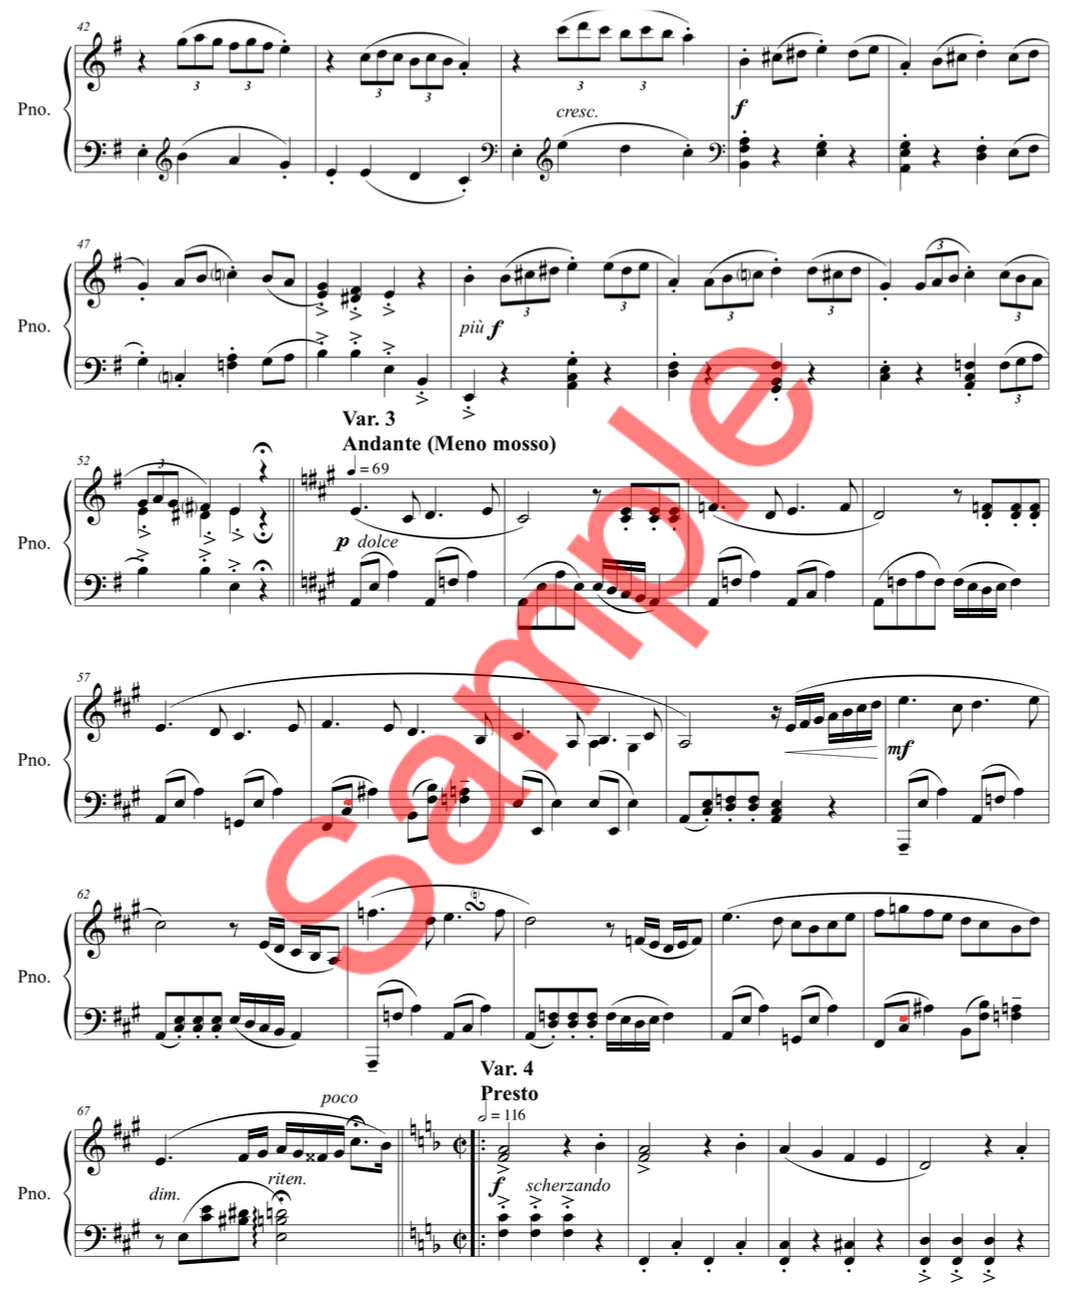 42
3 3 3 3 3 3
Pno.
cresc.
f
47
3
3 3 3 3
Pno.
più f
3
Var. 3
Andante (Meno mosso)
52
3
= 69
Pno.
p dolce
57
Pno.
mf
62
Pno.
Var. 4
Presto
poco
67
= 116
riten.
dim.
f scherzando
Pno.
Sample